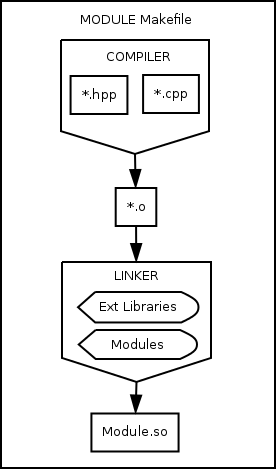 MODULE Makefile
COMPILER
*.hpp
*.cpp
*.o
LINKER
Ext Libraries
Modules
Module.so